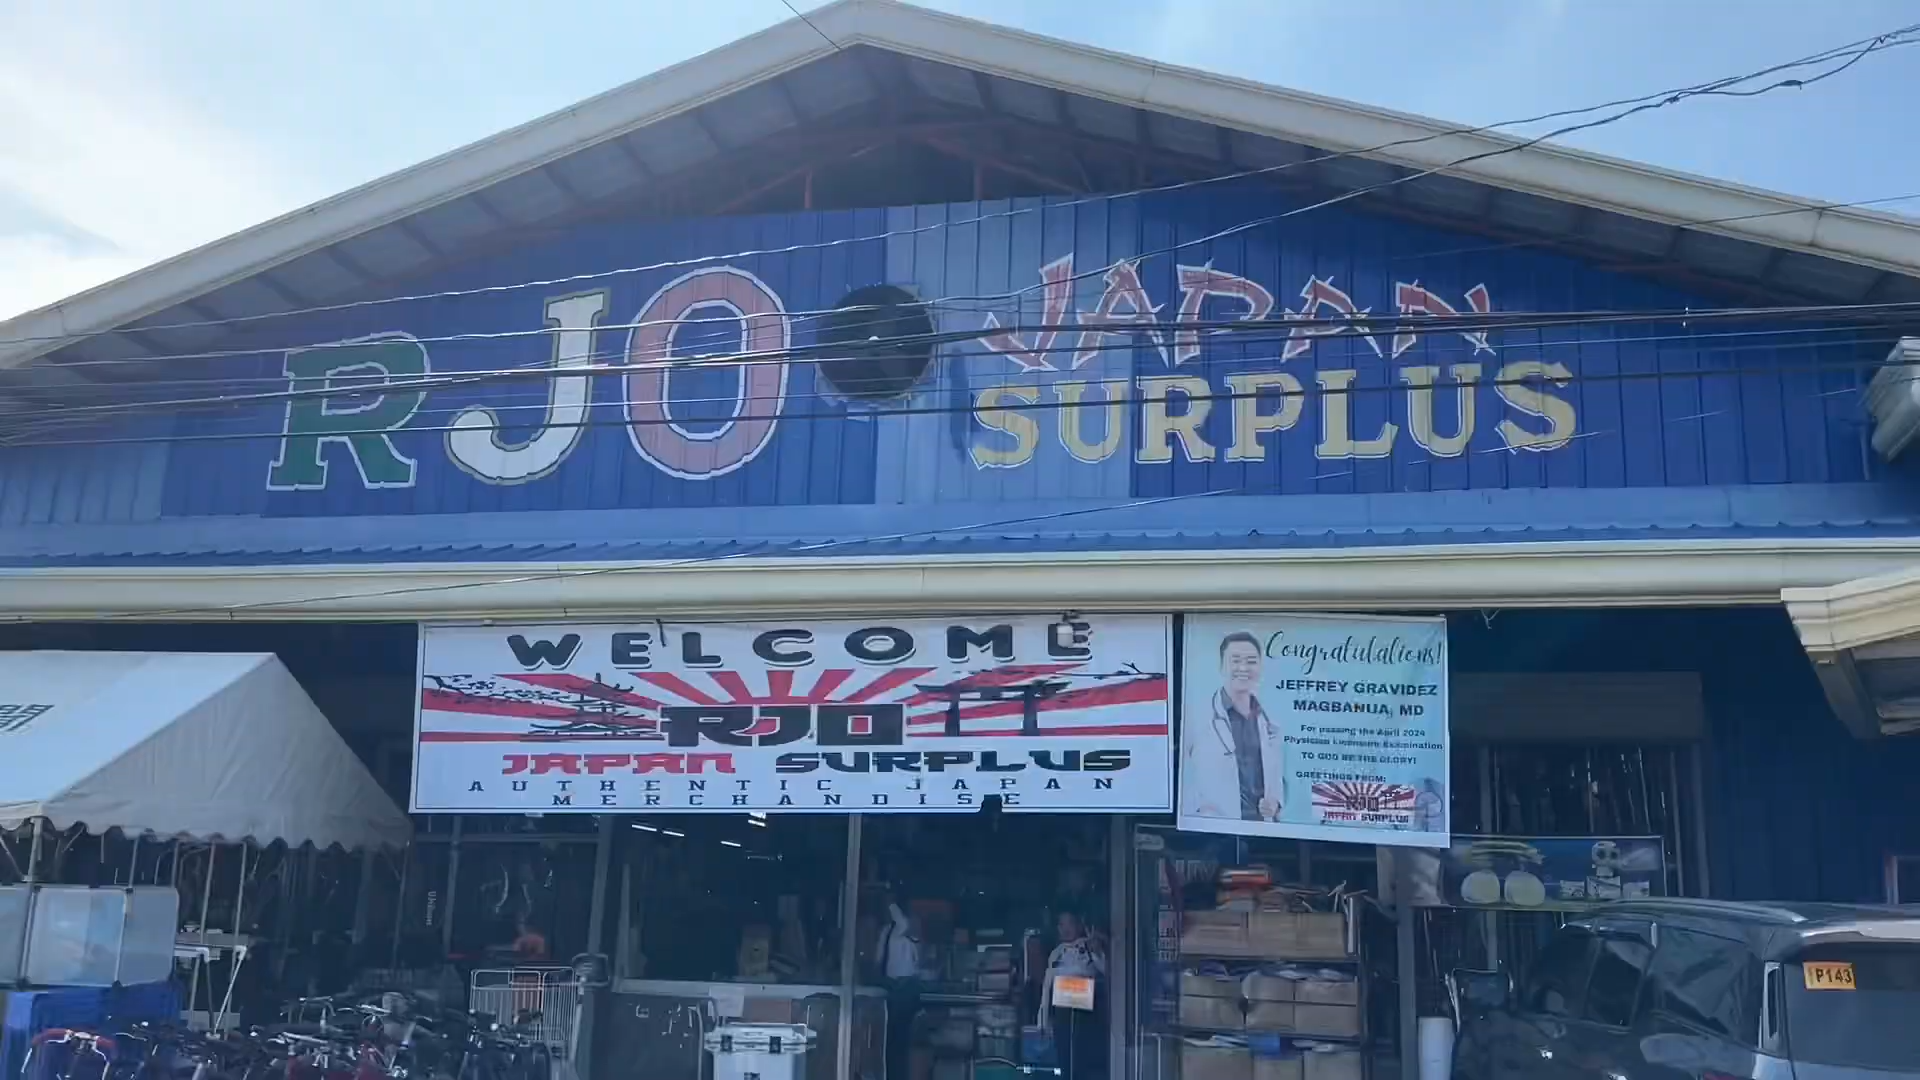 RJO
JAPAN
SURPLUS
WELCOME
RJO
JAPAN SURPLUS
AUTHENTIC JAPAN
MERCHANDISE
Congratulations!
JEFFREY GRAVIDEZ
MAGBANUA, MD
For passing the April 2024
Physician Licensure Examination
TO GOD BE THE GLORY!
GREETINGS FROM:
RJO
JAPAN SURPLUS
P143